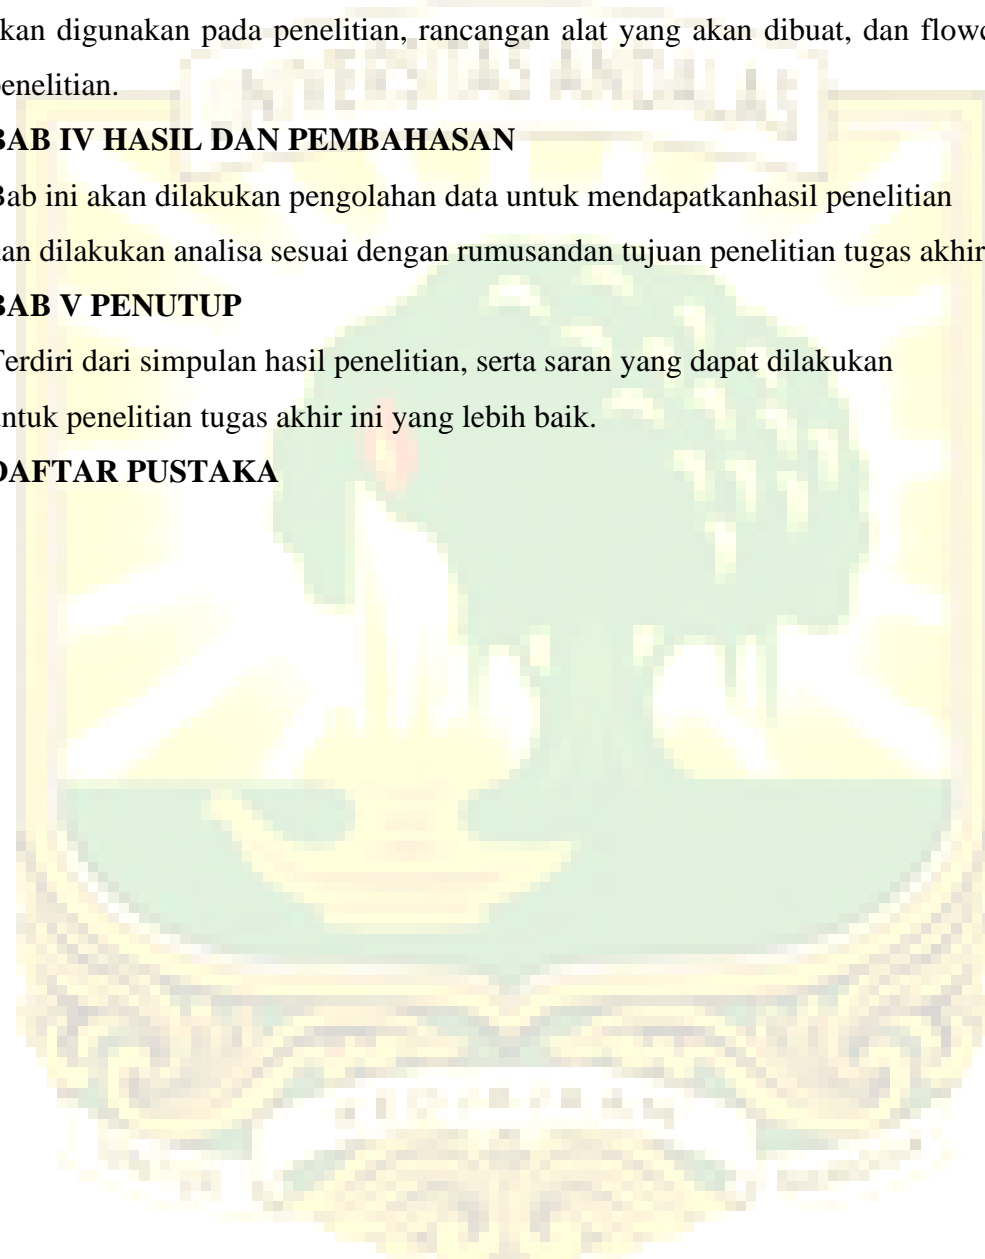 kan digunakan pada penelitian, rancangan alat yang akan dibuat, dan flowc
penelitian.
UNIVERSITAS ANDALAS
BAB IV HASIL DAN PEMBAHASAN
Bab ini akan dilakukan pengolahan data untuk mendapatkanhasil penelitian
dan dilakukan analisa sesuai dengan rumusandan tujuan penelitian tugas akhir
BAB V PENUTUP
Terdiri dari simpulan hasil penelitian, serta saran yang dapat dilakukan
untuk penelitian tugas akhir ini yang lebih baik.
DAFTAR PUSTAKA